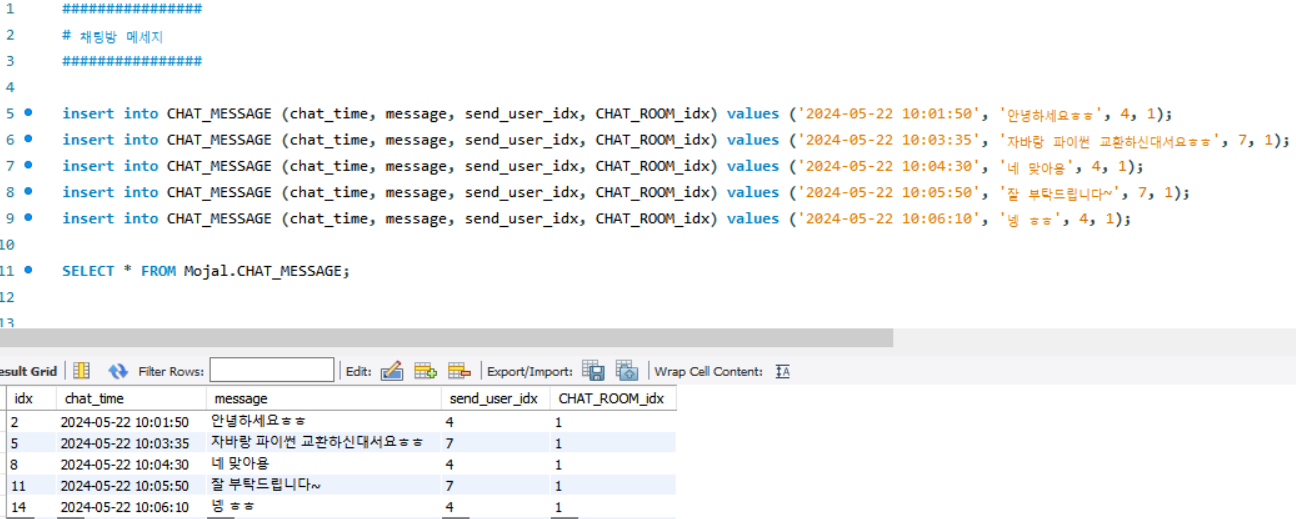 1 ################
2 # 채팅방 메세지
3 ################
4
5 insert into CHAT_MESSAGE (chat_time, message, send_user_idx, CHAT_ROOM_idx) values ('2024-05-22 10:01:50', '안녕하세요ㅎㅎ', 4, 1);
6 insert into CHAT_MESSAGE (chat_time, message, send_user_idx, CHAT_ROOM_idx) values ('2024-05-22 10:03:35', '자바랑 파이썬 교환하신대서요ㅎㅎ', 7, 1);
7 insert into CHAT_MESSAGE (chat_time, message, send_user_idx, CHAT_ROOM_idx) values ('2024-05-22 10:04:30', '네 맞아용', 4, 1);
8 insert into CHAT_MESSAGE (chat_time, message, send_user_idx, CHAT_ROOM_idx) values ('2024-05-22 10:05:50', '잘 부탁드립니다~', 7, 1);
9 insert into CHAT_MESSAGE (chat_time, message, send_user_idx, CHAT_ROOM_idx) values ('2024-05-22 10:06:10', '넹 ㅎㅎ', 4, 1);
10
11 SELECT * FROM Mojal.CHAT_MESSAGE;
12
13
esult Grid Filter Rows: Edit: Export/Import: Wrap Cell Content:
idx chat_time message send_user_idx CHAT_ROOM_idx
2 2024-05-22 10:01:50 안녕하세요ㅎㅎ 4 1
5 2024-05-22 10:03:35 자바랑 파이썬 교환하신대서요ㅎㅎ 7 1
8 2024-05-22 10:04:30 네 맞아용 4 1
11 2024-05-22 10:05:50 잘 부탁드립니다~ 7 1
14 2024-05-22 10:06:10 넹 ㅎㅎ 4 1